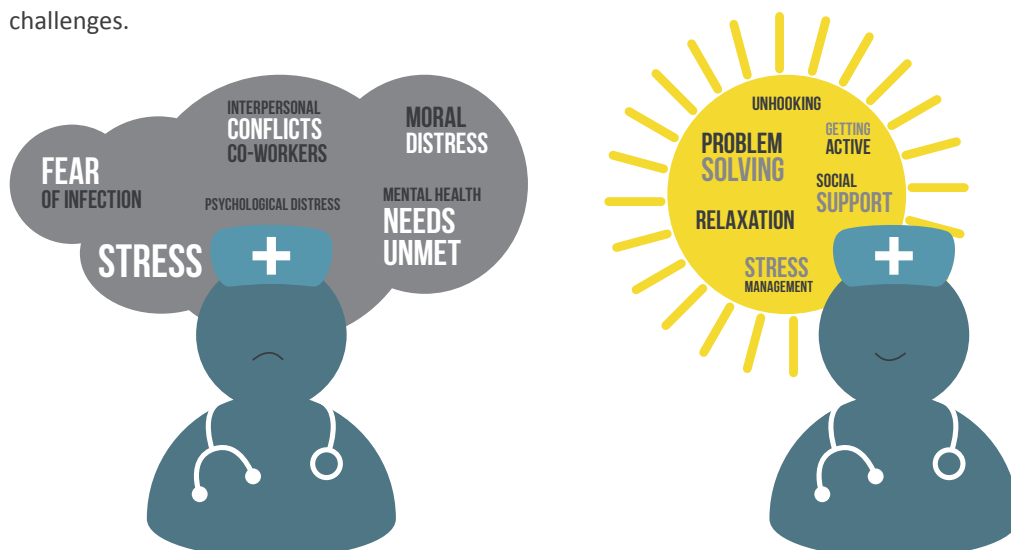 challenges.
FEAR
OF INFECTION
INTERPERSONAL
CONFLICTS
CO-WORKERS
MORAL
DISTRESS
PSYCHOLOGICAL DISTRESS
MENTAL HEALTH
NEEDS
UNMET
STRESS
UNHOOKING
PROBLEM
SOLVING
GETTING
ACTIVE
SOCIAL
SUPPORT
RELAXATION
STRESS
MANAGEMENT